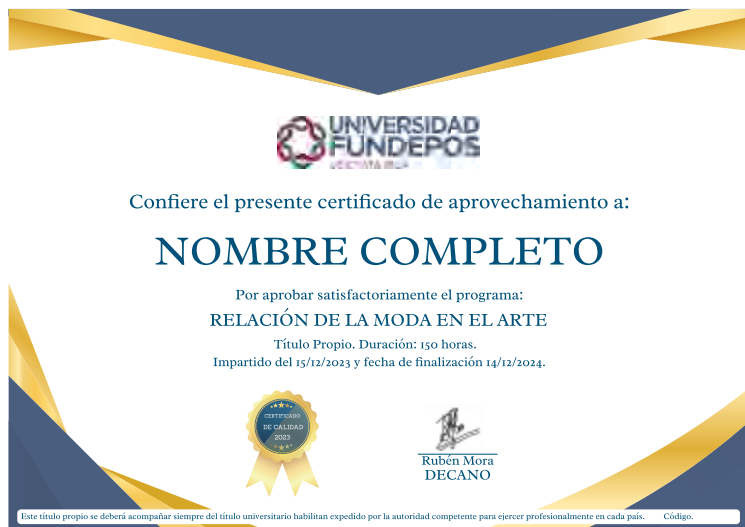 UNIVERSIDAD
FUNDEPOS
Confiere el presente certificado de aprovechamiento a:
NOMBRE COMPLETO
Por aprobar satisfactoriamente el programa:
RELACIÓN DE LA MODA EN EL ARTE
Título Propio. Duración: 150 horas.
Impartido del 15/12/2023 y fecha de finalización 14/12/2024.
CERTIFICADO
DE CALIDAD
2023
Rubén Mora
DECANO
Este título propio se deberá acompañar siempre del título universitario habilitan expedido por la autoridad competente para ejercer profesionalmente en cada país. Código.